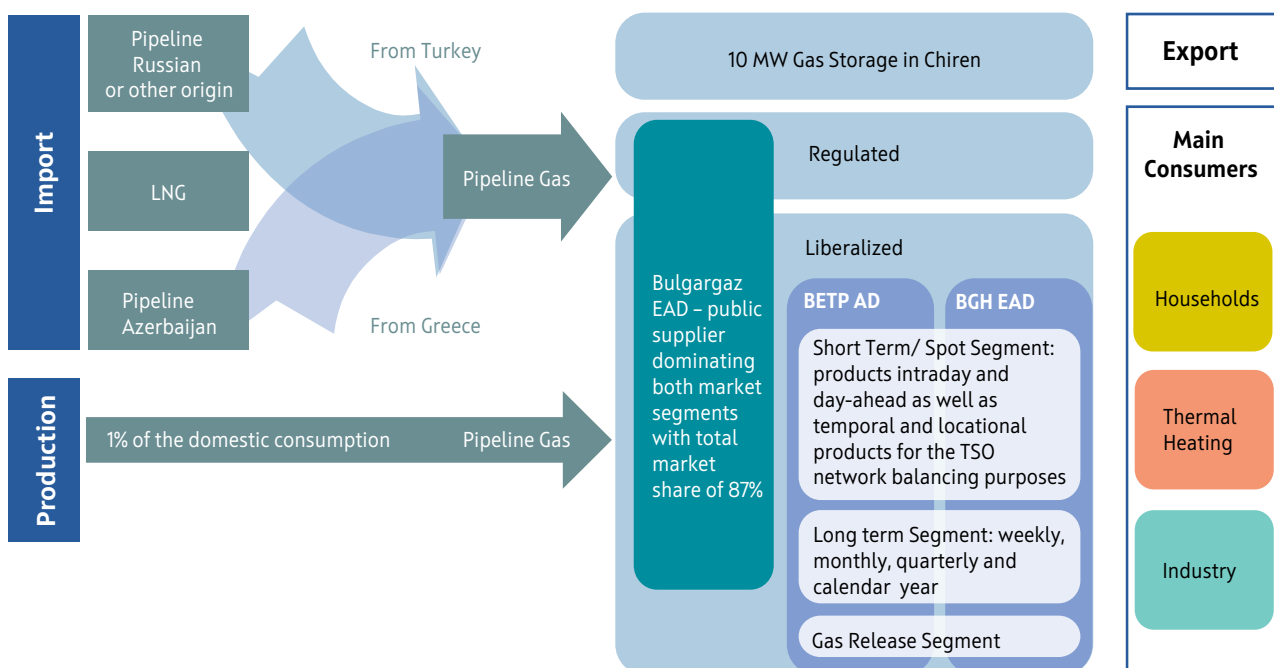 Import
Pipeline
Russian
or other origin
LNG
Pipeline
Azerbaijan
From Turkey
From Greece
Pipeline Gas
Production
1% of the domestic consumption
Pipeline Gas
10 MW Gas Storage in Chiren
Regulated
Liberalized
Bulgargaz
EAD – public
supplier
dominating
both market
segments
with total
market
share of 87%
BETP AD
BGH EAD
Short Term/ Spot Segment:
products intraday and
day-ahead as well as
temporal and locational
products for the TSO
network balancing purposes
Long term Segment: weekly,
monthly, quarterly and
calendar year
Gas Release Segment
Export
Main
Consumers
Households
Thermal
Heating
Industry